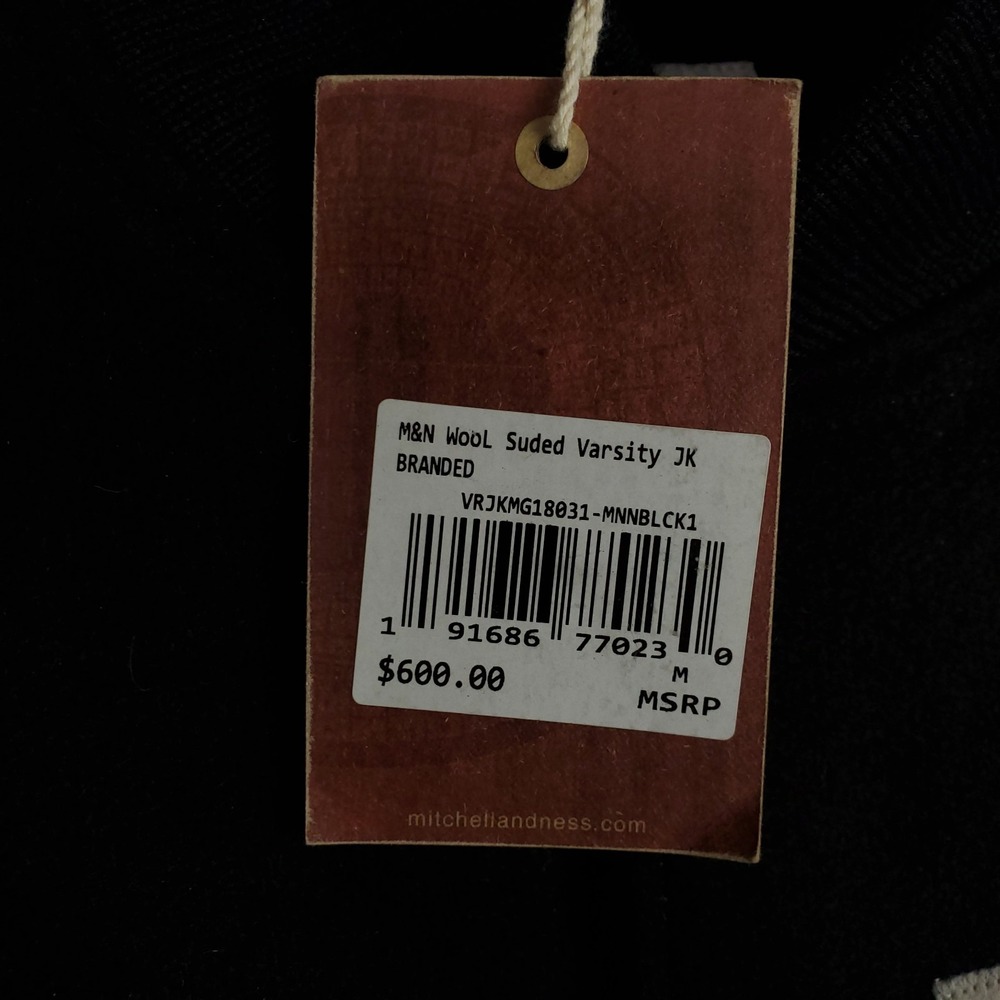 M&N Wool Suded Varsity JK
BRANDED
VRJKMG18031-MNNBLCK1
1 91686 77023 0
M
$600.00 MSRP
mitchellandness.com